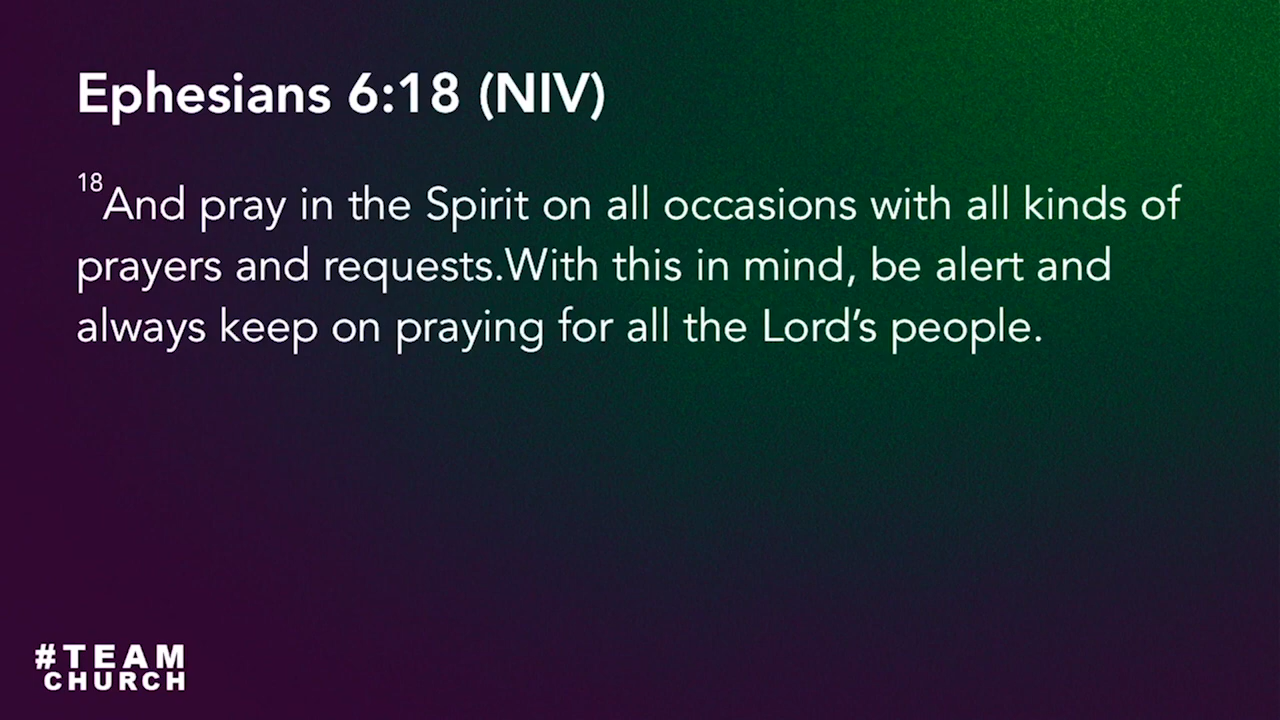 Ephesians 6:18 (NIV)
18And pray in the Spirit on all occasions with all kinds of
prayers and requests.With this in mind, be alert and
always keep on praying for all the Lord’s people.
#TEAM
CHURCH